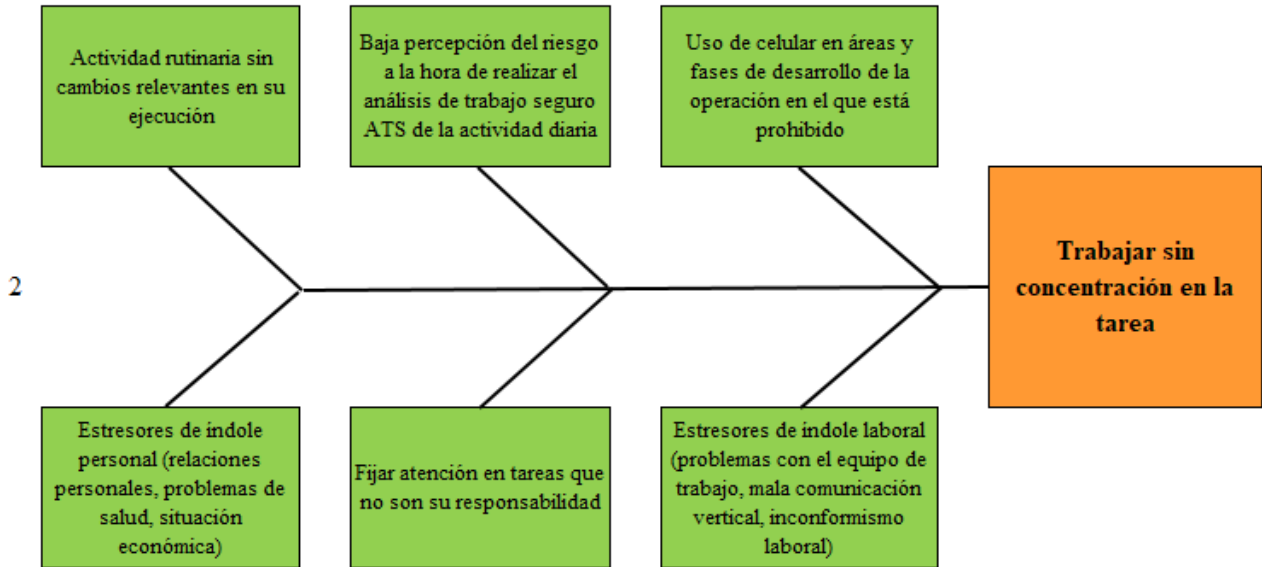 Actividad rutinaria sin
cambios relevantes en su
ejecución
Baja percepción del riesgo
a la hora de realizar el
análisis de trabajo seguro
ATS de la actividad diaria
Uso de celular en áreas y
fases de desarrollo de la
operación en el que está
prohibido
2
Trabajar sin
concentración en la
tarea
Estresores de índole
personal (relaciones
personales, problemas de
salud, situación
económica)
Fijar atención en tareas que
no son su responsabilidad
Estresores de índole laboral
(problemas con el equipo de
trabajo, mala comunicación
vertical, inconformismo
laboral)